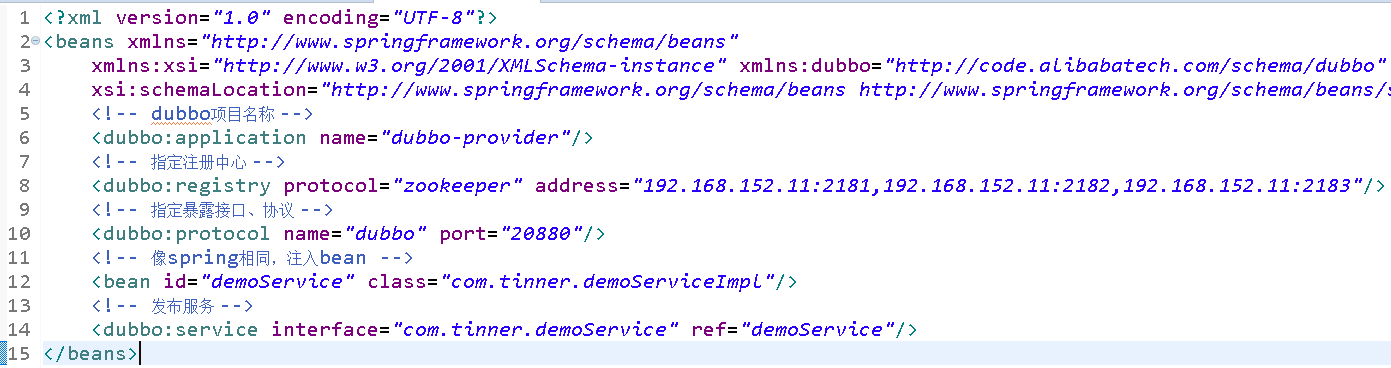 1 <?xml version="1.0" encoding="UTF-8"?>
2 <beans xmlns="http://www.springframework.org/schema/beans"
3 xmlns:xsi="http://www.w3.org/2001/XMLSchema-instance" xmlns:dubbo="http://code.alibabatech.com/schema/dubbo"
4 xsi:schemaLocation="http://www.springframework.org/schema/beans http://www.springframework.org/schema/beans/s
5 <!-- dubbo项目名称 -->
6 <dubbo:application name="dubbo-provider"/>
7 <!-- 指定注册中心 -->
8 <dubbo:registry protocol="zookeeper" address="192.168.152.11:2181,192.168.152.11:2182,192.168.152.11:2183"/>
9 <!-- 指定暴露接口、协议 -->
10 <dubbo:protocol name="dubbo" port="20880"/>
11 <!-- 像spring相同，注入bean -->
12 <bean id="demoService" class="com.tinner.demoServiceImpl"/>
13 <!-- 发布服务 -->
14 <dubbo:service interface="com.tinner.demoService" ref="demoService"/>
15 </beans>